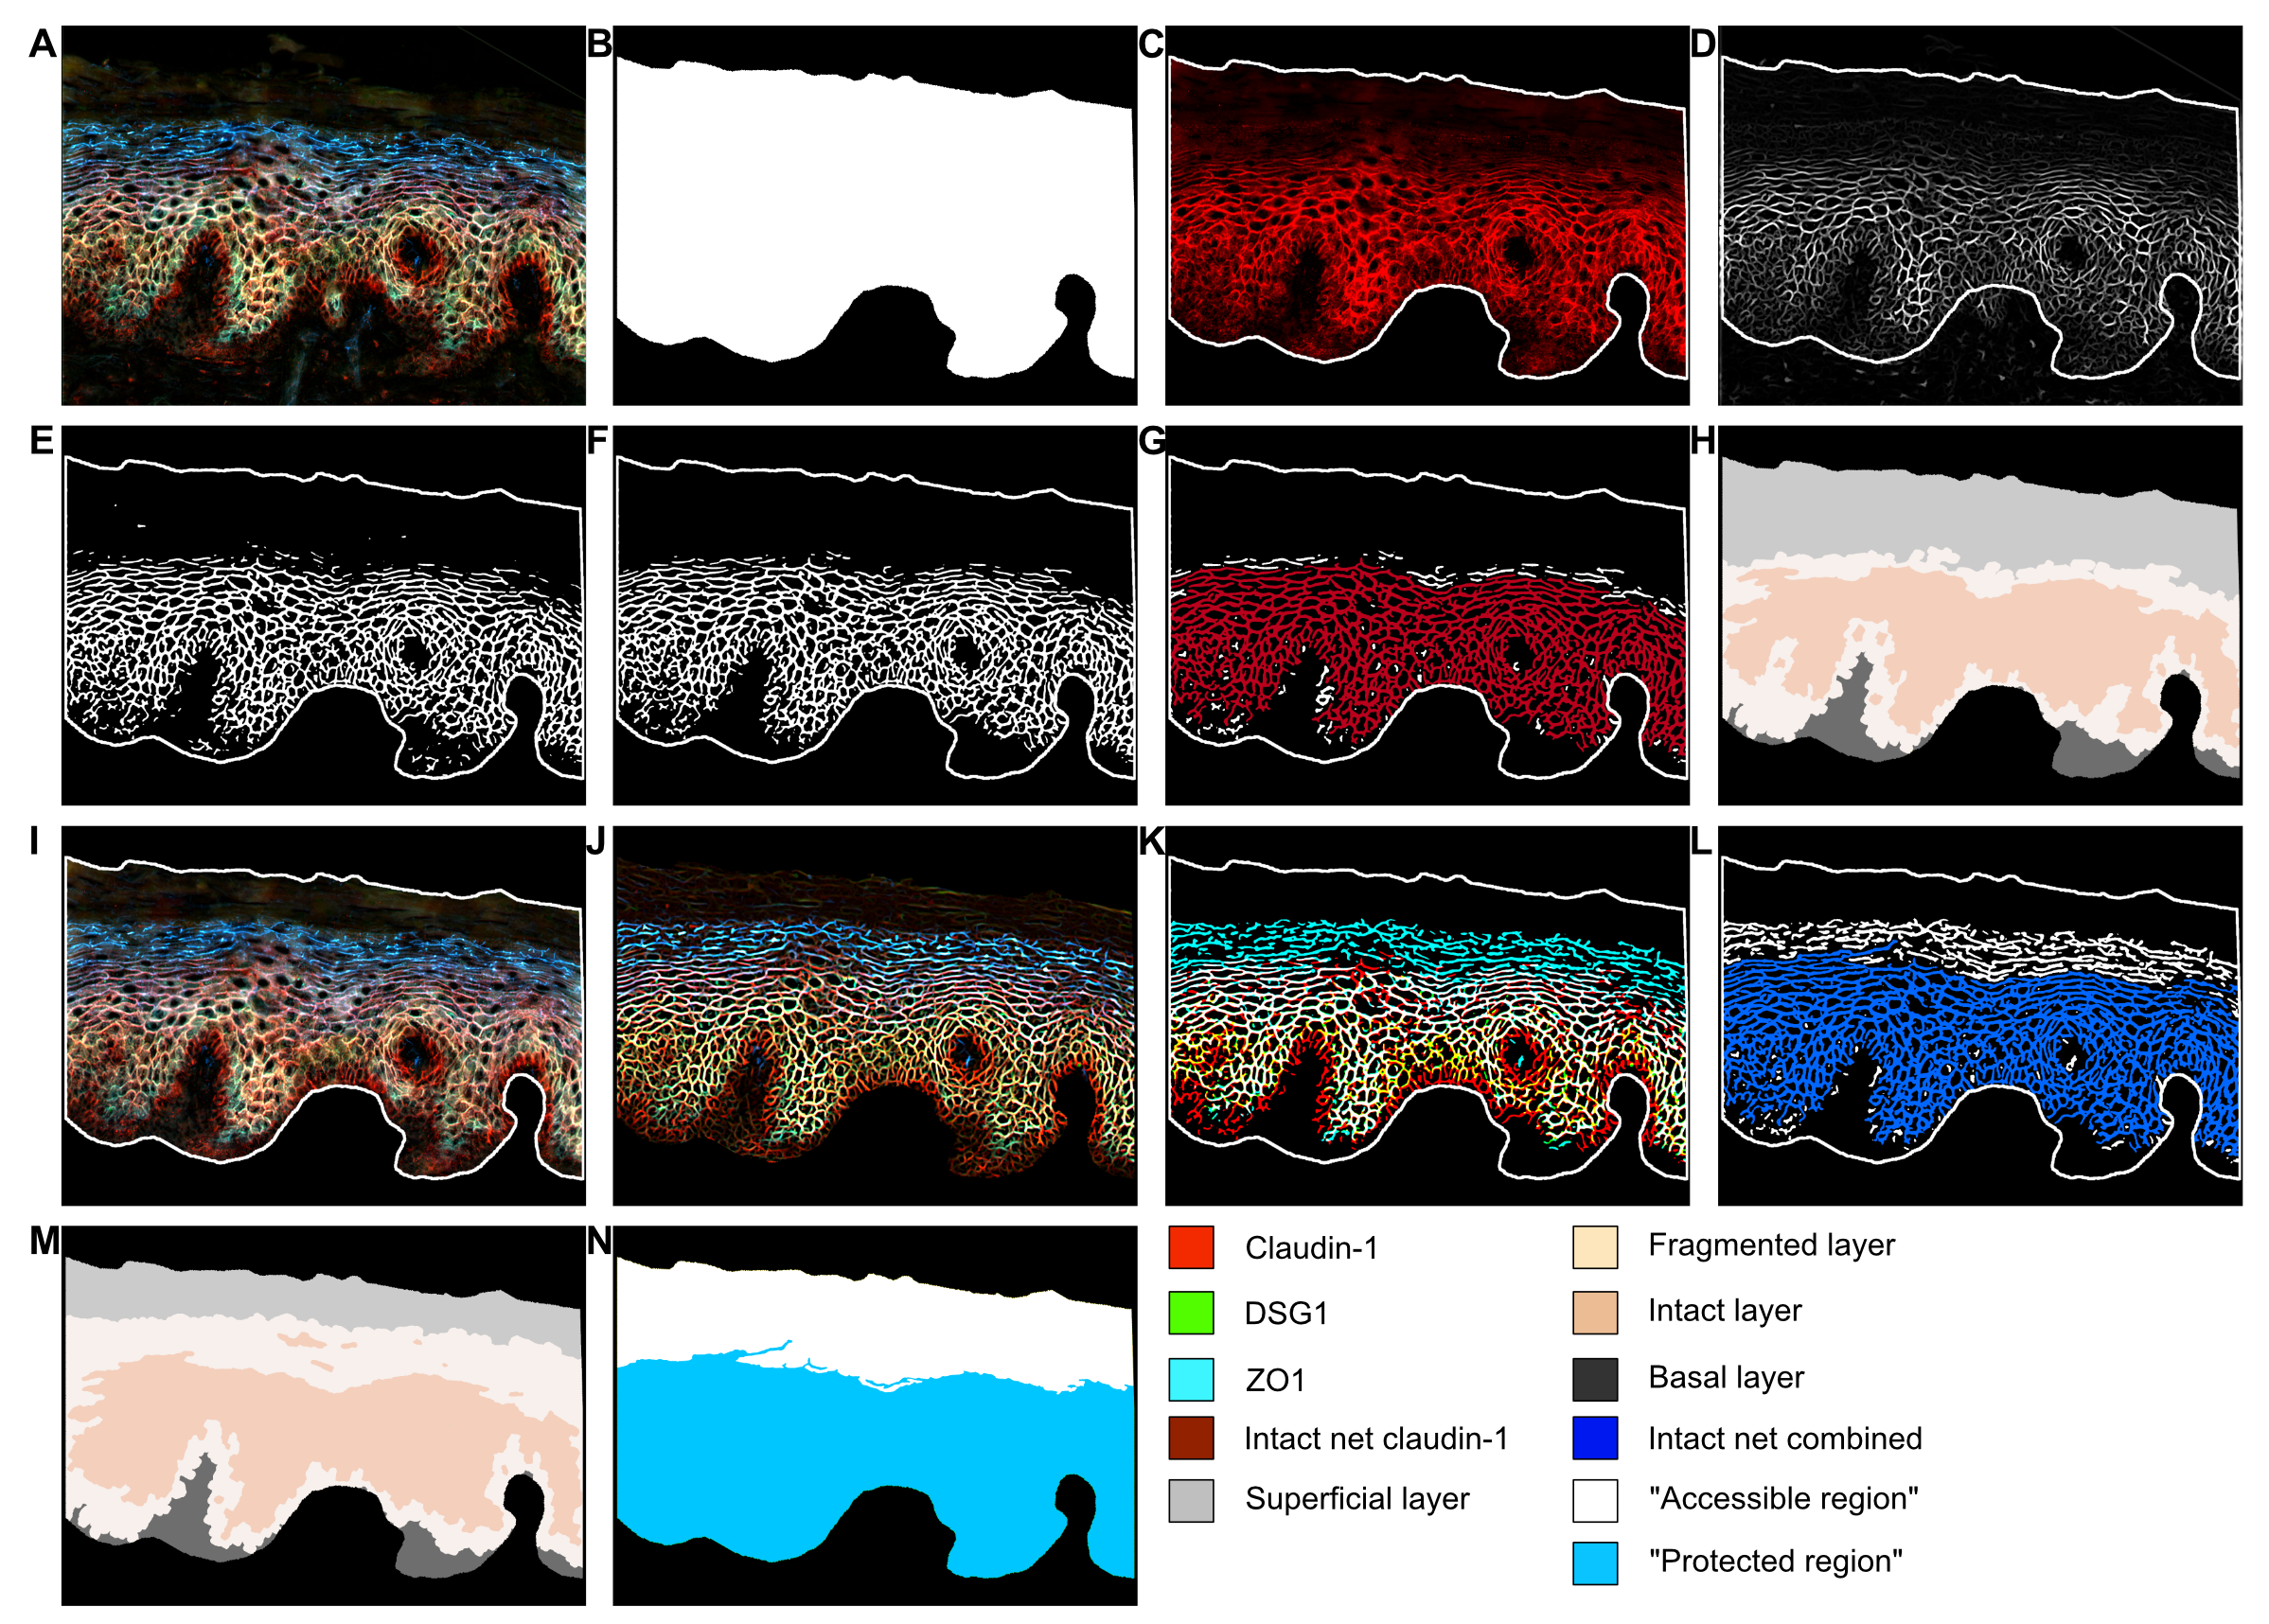 A
B
C
D
E
F
G
H
I
J
K
L
M
N
Claudin-1
DSG1
ZO1
Intact net claudin-1
Superficial layer
Fragmented layer
Intact layer
Basal layer
Intact net combined
"Accessible region"
"Protected region"